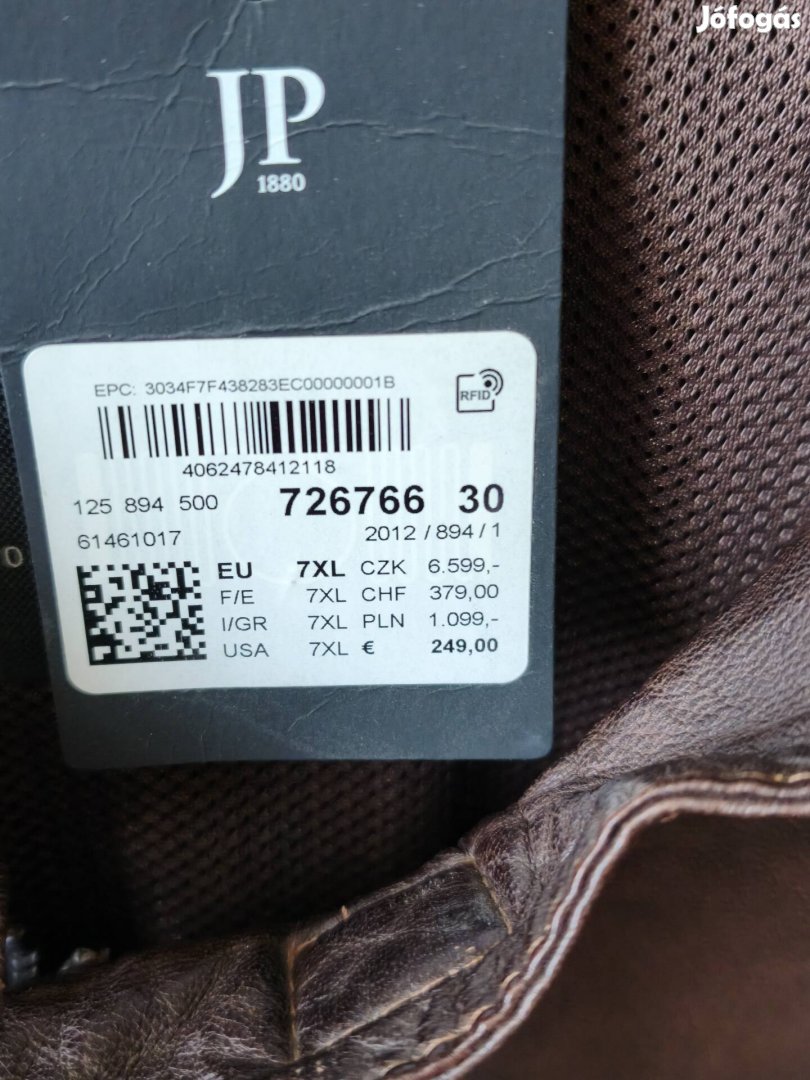 Jófogás
JP
1880
EPC: 3034F7F438283EC00000001B
RFID
4062478412118
125 894 500 726766 30
61461017 2012 / 894 / 1
EU 7XL CZK 6.599,-
F/E 7XL CHF 379,00
I/GR 7XL PLN 1.099,-
USA 7XL € 249,00
0